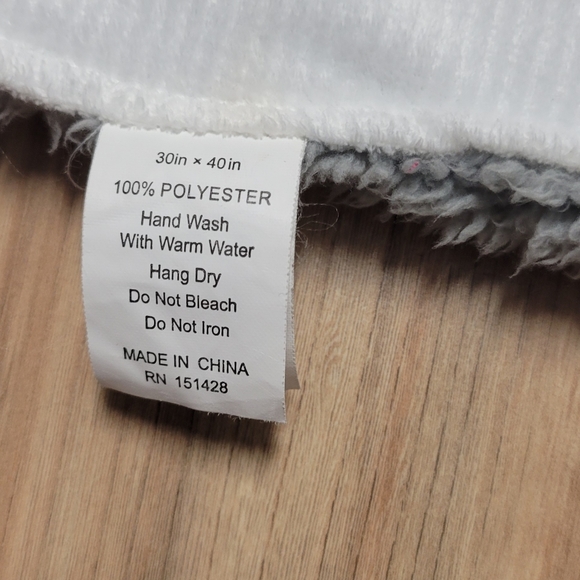 30in × 40in
100% POLYESTER
Hand Wash
With Warm Water
Hang Dry
Do Not Bleach
Do Not Iron
MADE IN CHINA
RN 151428